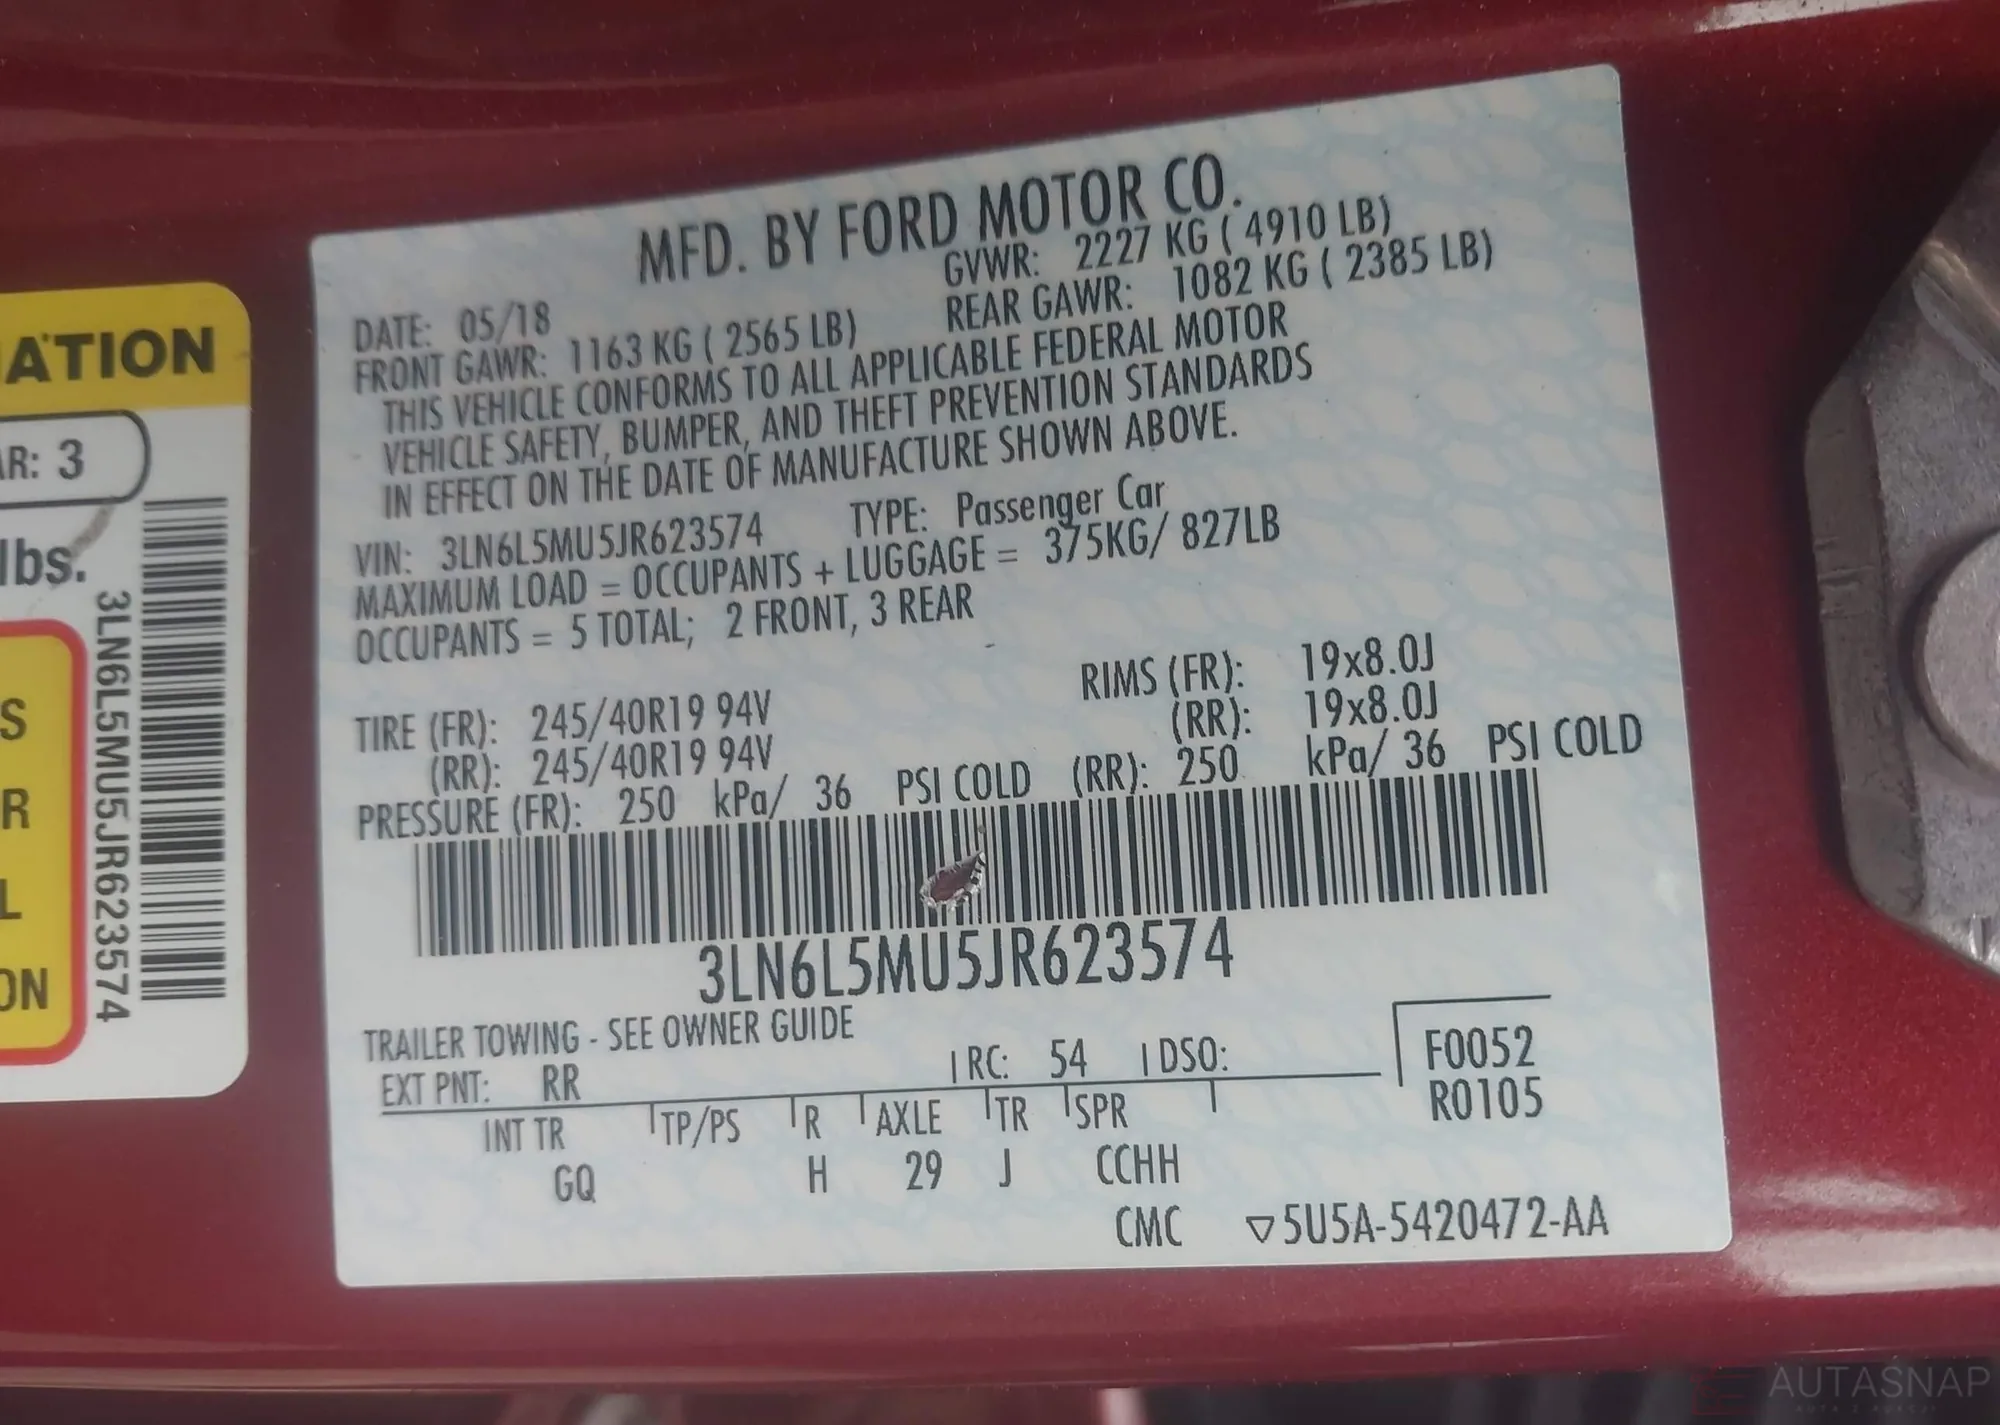 MFD. BY FORD MOTOR CO.
DATE: 05/18 GVWR: 2227 KG ( 4910 LB)
FRONT GAWR: 1163 KG ( 2565 LB) REAR GAWR: 1082 KG ( 2385 LB)
THIS VEHICLE CONFORMS TO ALL APPLICABLE FEDERAL MOTOR
VEHICLE SAFETY, BUMPER, AND THEFT PREVENTION STANDARDS
IN EFFECT ON THE DATE OF MANUFACTURE SHOWN ABOVE.
VIN: 3LN6L5MU5JR623574 TYPE: Passenger Car
MAXIMUM LOAD = OCCUPANTS + LUGGAGE = 375KG/ 827LB
OCCUPANTS = 5 TOTAL; 2 FRONT, 3 REAR
TIRE (FR): 245/40R19 94V RIMS (FR): 19x8.0J
(RR): 245/40R19 94V (RR): 19x8.0J
PRESSURE (FR): 250 kPa/ 36 PSI COLD (RR): 250 kPa/ 36 PSI COLD
3LN6L5MU5JR623574
TRAILER TOWING - SEE OWNER GUIDE
EXT PNT: RR RC: 54 DSO:
F0052
R0105
INT TR TP/PS R AXLE TR SPR
GQ H 29 J CCHH
CMC ▽5U5A-5420472-AA
ATION
AR: 3
lbs.
3LN6L5MU5JR623574
S
R
L
ON
AUTASNAP
AUTA Z AUKCJI